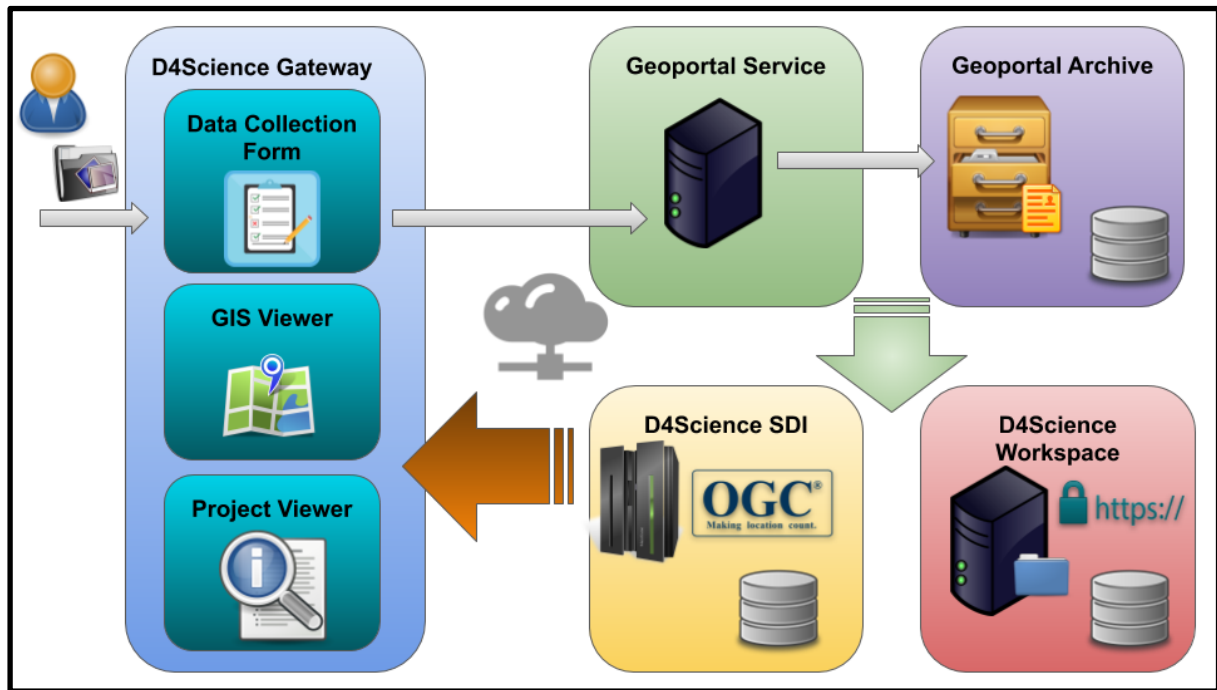 D4Science Gateway
Data Collection
Form
GIS Viewer
Project Viewer
Geoportal Service
Geoportal Archive
D4Science SDI
OGC®
Making location count.
D4Science
Workspace
https://